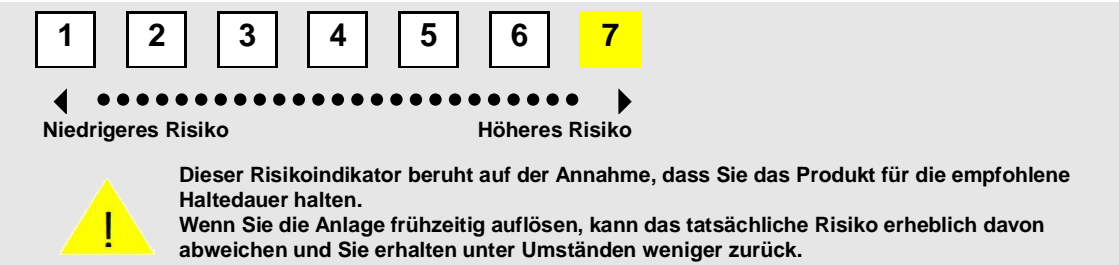 1 2 3 4 5 6 7
Niedrigeres Risiko Höheres Risiko
Dieser Risikoindikator beruht auf der Annahme, dass Sie das Produkt für die empfohlene
Haltedauer halten.
Wenn Sie die Anlage frühzeitig auflösen, kann das tatsächliche Risiko erheblich davon
abweichen und Sie erhalten unter Umständen weniger zurück.
!